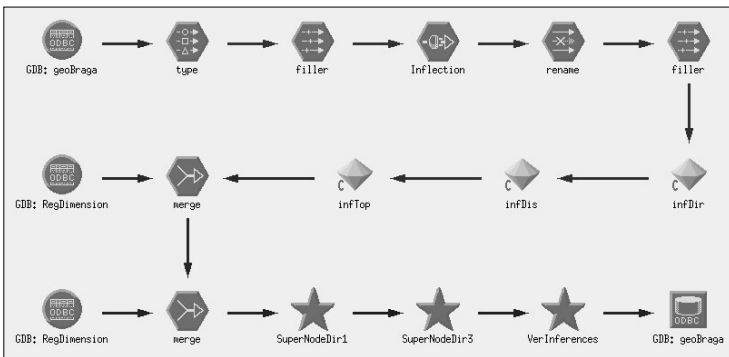 ODBC
GDB: geoBraga
type
filler
Inflection
rename
filler
ODBC
GDB: RegDimension
merge
C
infTop
C
infDis
C
infDir
ODBC
GDB: RegDimension
merge
SuperNodeDir1
SuperNodeDir3
VerInferences
ODBC
GDB: geoBraga